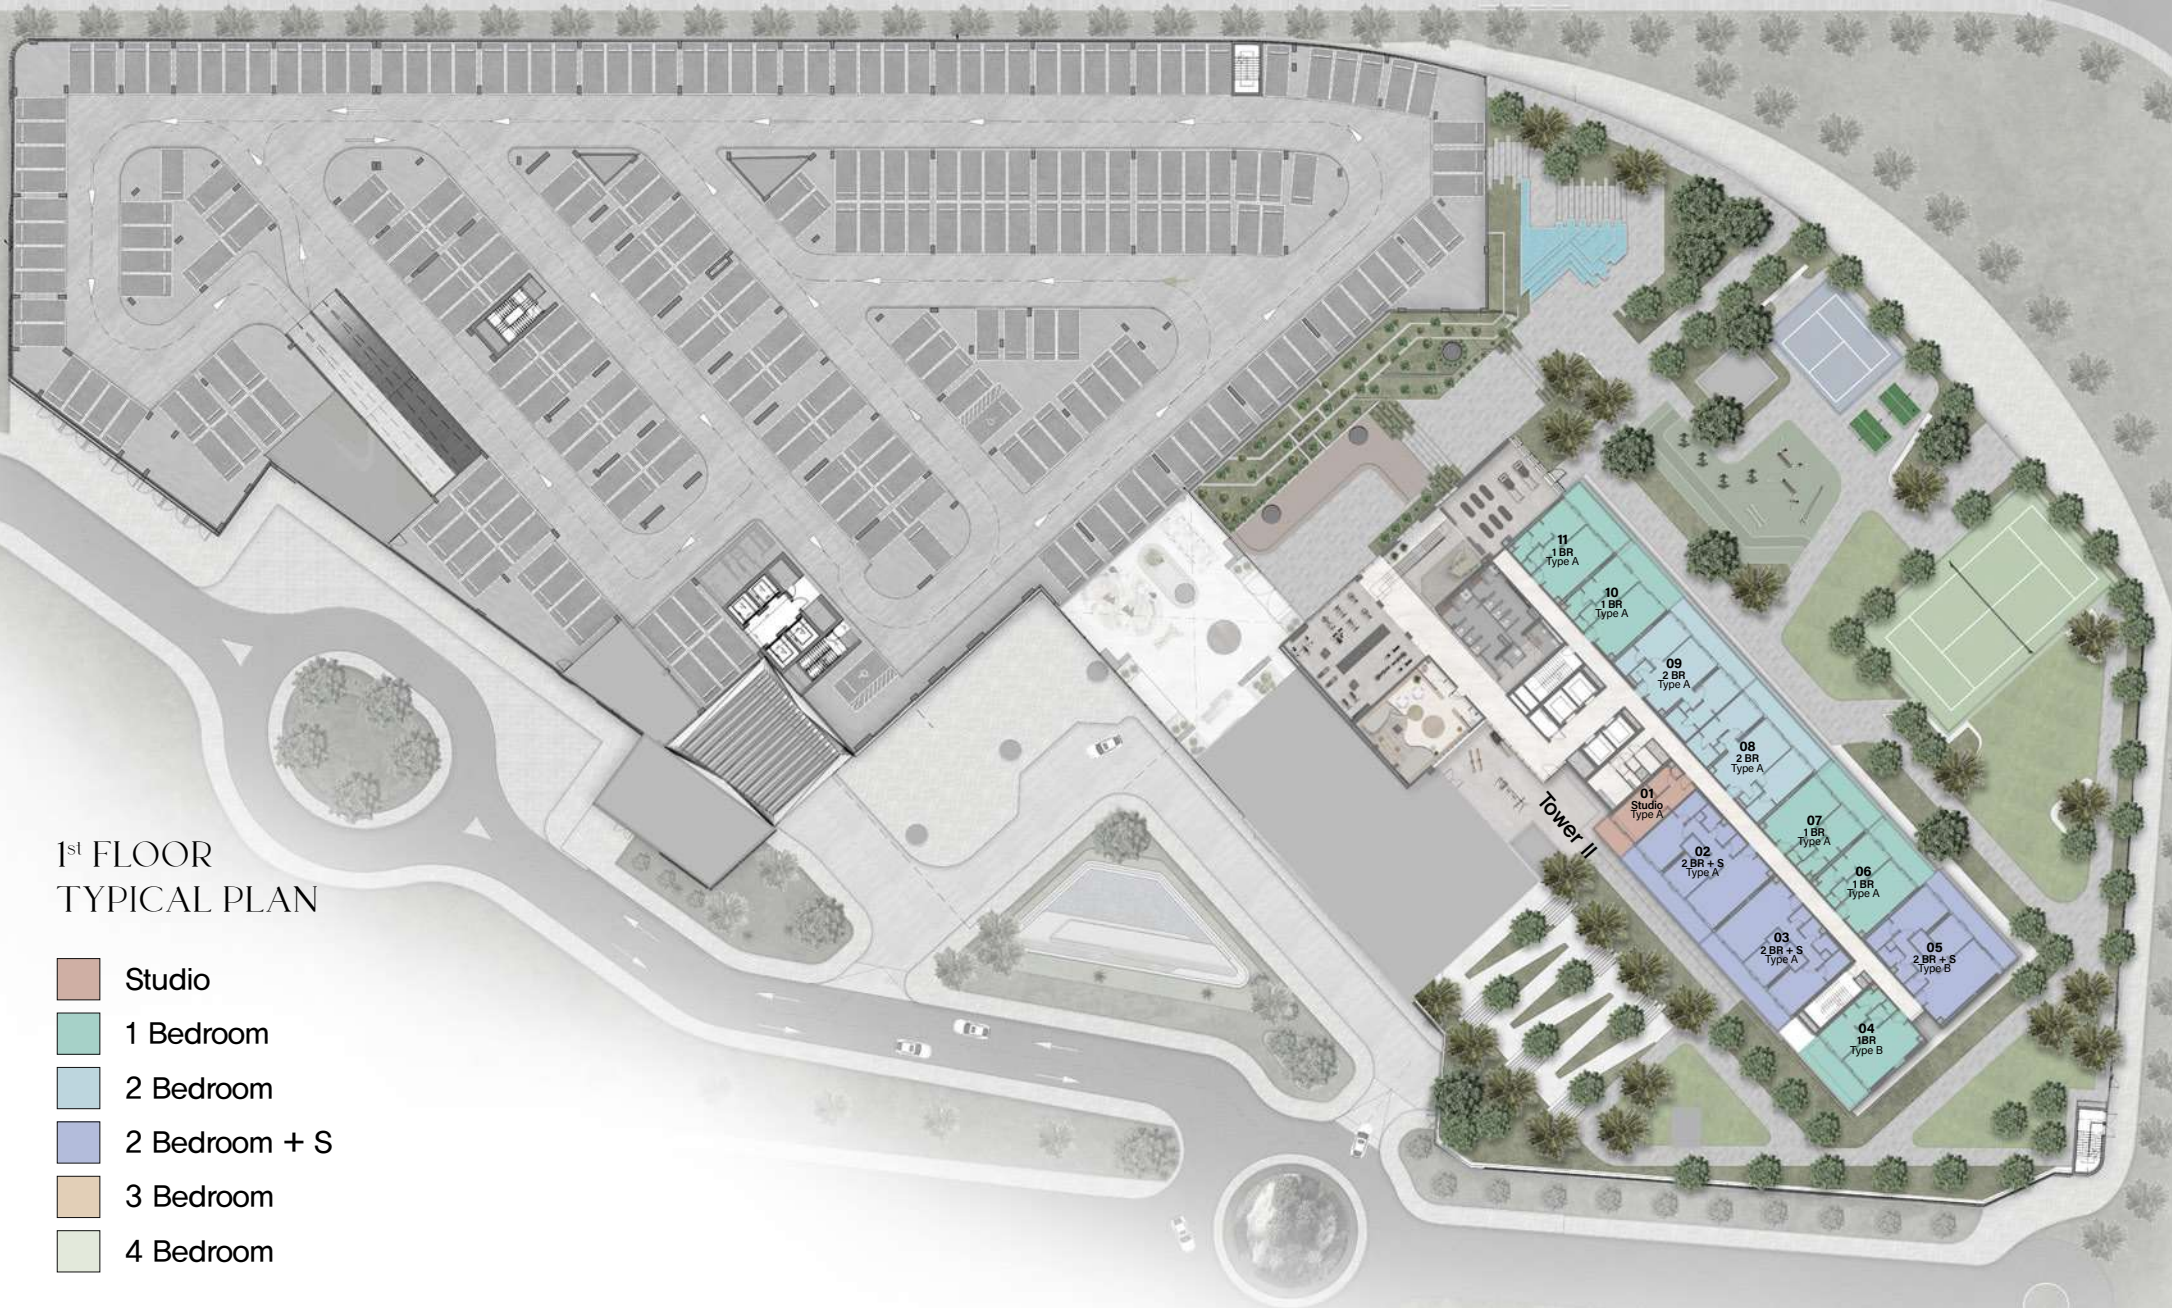 1st FLOOR
TYPICAL PLAN
Studio
1 Bedroom
2 Bedroom
2 Bedroom + S
3 Bedroom
4 Bedroom
11
1 BR
Type A
10
1 BR
Type A
09
2 BR
Type A
08
2 BR
Type A
01
Studio
Type A
Tower II
07
1 BR
Type A
02
2 BR + S
Type A
06
1 BR
Type A
03
2 BR + S
Type A
05
2 BR + S
Type B
04
1BR
Type B